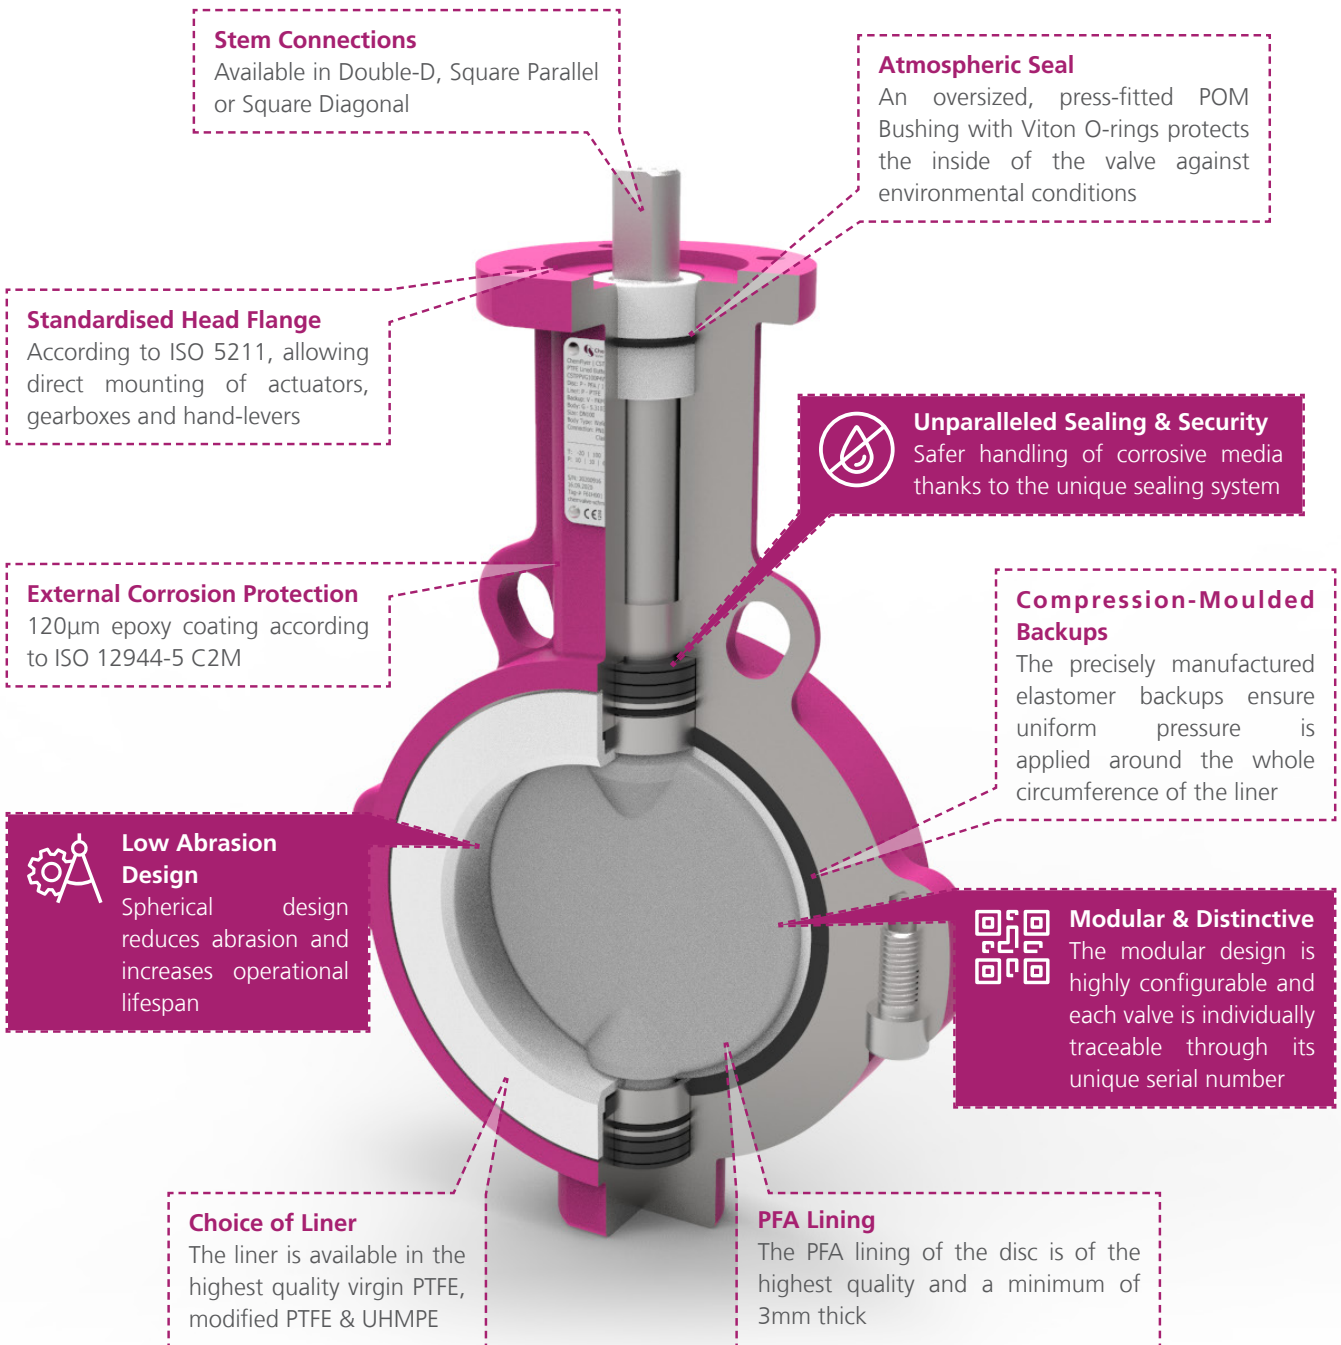 Stem Connections
Available in Double-D, Square Parallel
or Square Diagonal
Atmospheric Seal
An oversized, press-fitted POM
Bushing with Viton O-rings protects
the inside of the valve against
environmental conditions
Standardised Head Flange
According to ISO 5211, allowing
direct mounting of actuators,
gearboxes and hand-levers
Unparalleled Sealing & Security
Safer handling of corrosive media
thanks to the unique sealing system
External Corrosion Protection
120µm epoxy coating according
to ISO 12944-5 C2M
Compression-Moulded
Backups
The precisely manufactured
elastomer backups ensure
uniform pressure is
applied around the whole
circumference of the liner
Low Abrasion
Design
Spherical design
reduces abrasion and
increases operational
lifespan
Modular & Distinctive
The modular design is
highly configurable and
each valve is individually
traceable through its
unique serial number
Choice of Liner
The liner is available in the
highest quality virgin PTFE,
modified PTFE & UHMPE
PFA Lining
The PFA lining of the disc is of the
highest quality and a minimum of
3mm thick